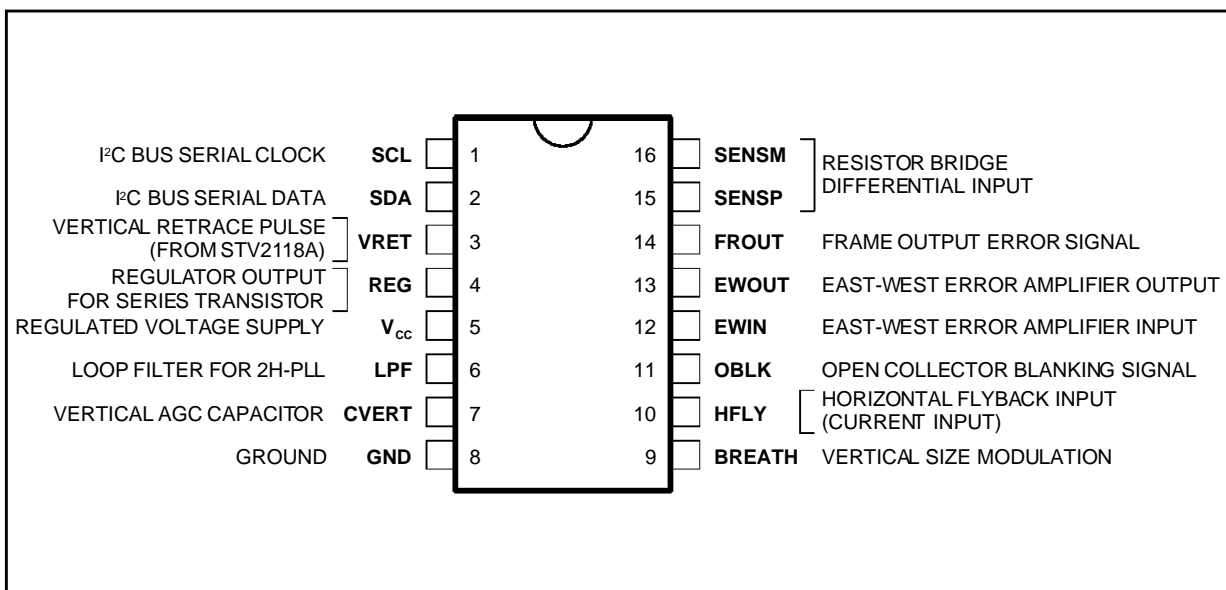 I²C BUS SERIAL CLOCK SCL 1 16 SENSM RESISTOR BRIDGE
DIFFERENTIAL INPUT
I²C BUS SERIAL DATA SDA 2 15 SENSP
VERTICAL RETRACE PULSE
(FROM STV2118A) VRET 3 14 FROUT FRAME OUTPUT ERROR SIGNAL
REGULATOR OUTPUT
FOR SERIES TRANSISTOR REG 4 13 EWOUT EAST-WEST ERROR AMPLIFIER OUTPUT
REGULATED VOLTAGE SUPPLY Vcc 5 12 EWIN EAST-WEST ERROR AMPLIFIER INPUT
LOOP FILTER FOR 2H-PLL LPF 6 11 OBLK OPEN COLLECTOR BLANKING SIGNAL
VERTICAL AGC CAPACITOR CVERT 7 10 HFLY HORIZONTAL FLYBACK INPUT
(CURRENT INPUT)
GROUND GND 8 9 BREATH VERTICAL SIZE MODULATION